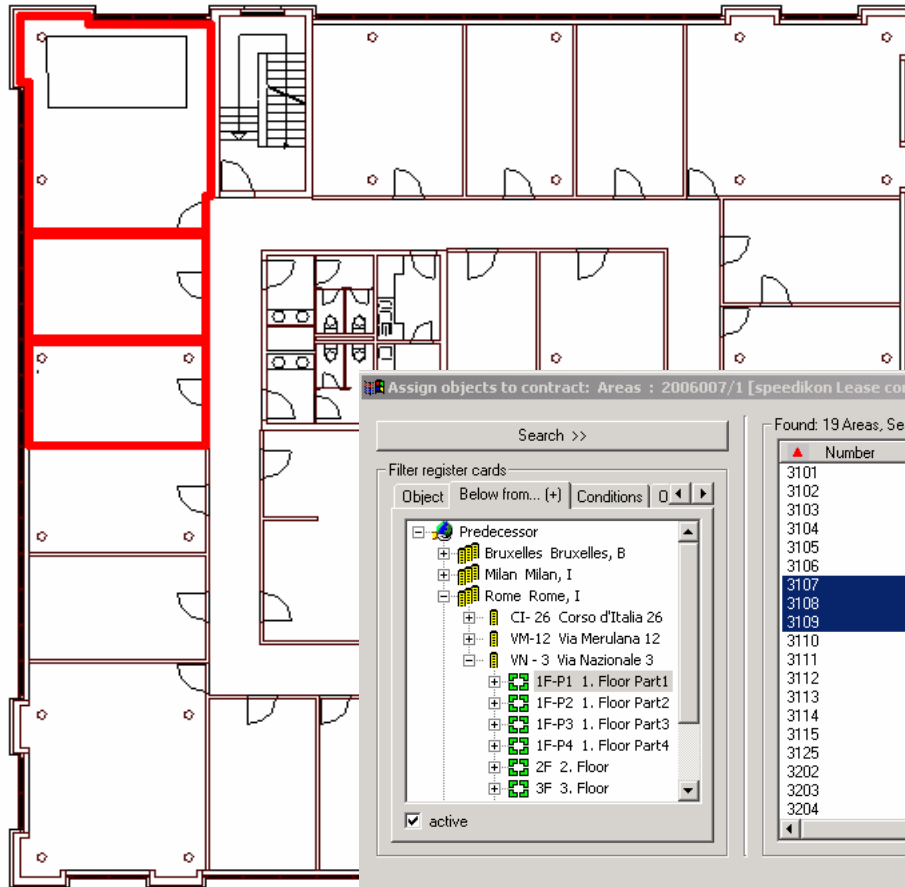 Assign objects to contract: Areas : 2006007/1 [speedikon Lease
Search >>
Found: 19 Areas,
Filter register cards
Object Below from... (+) Conditions
Predecessor
Bruxelles Bruxelles, B
Milan Milan, I
Rome Rome, I
CI- 26 Corso d'Italia 26
VM-12 Via Merulana 12
VN - 3 Via Nazionale 3
1F-P1 1. Floor Part1
1F-P2 1. Floor Part2
1F-P3 1. Floor Part3
1F-P4 1. Floor Part4
2F 2. Floor
3F 3. Floor
active
Number
3101
3102
3103
3104
3105
3106
3107
3108
3109
3110
3111
3112
3113
3114
3115
3125
3202
3203
3204